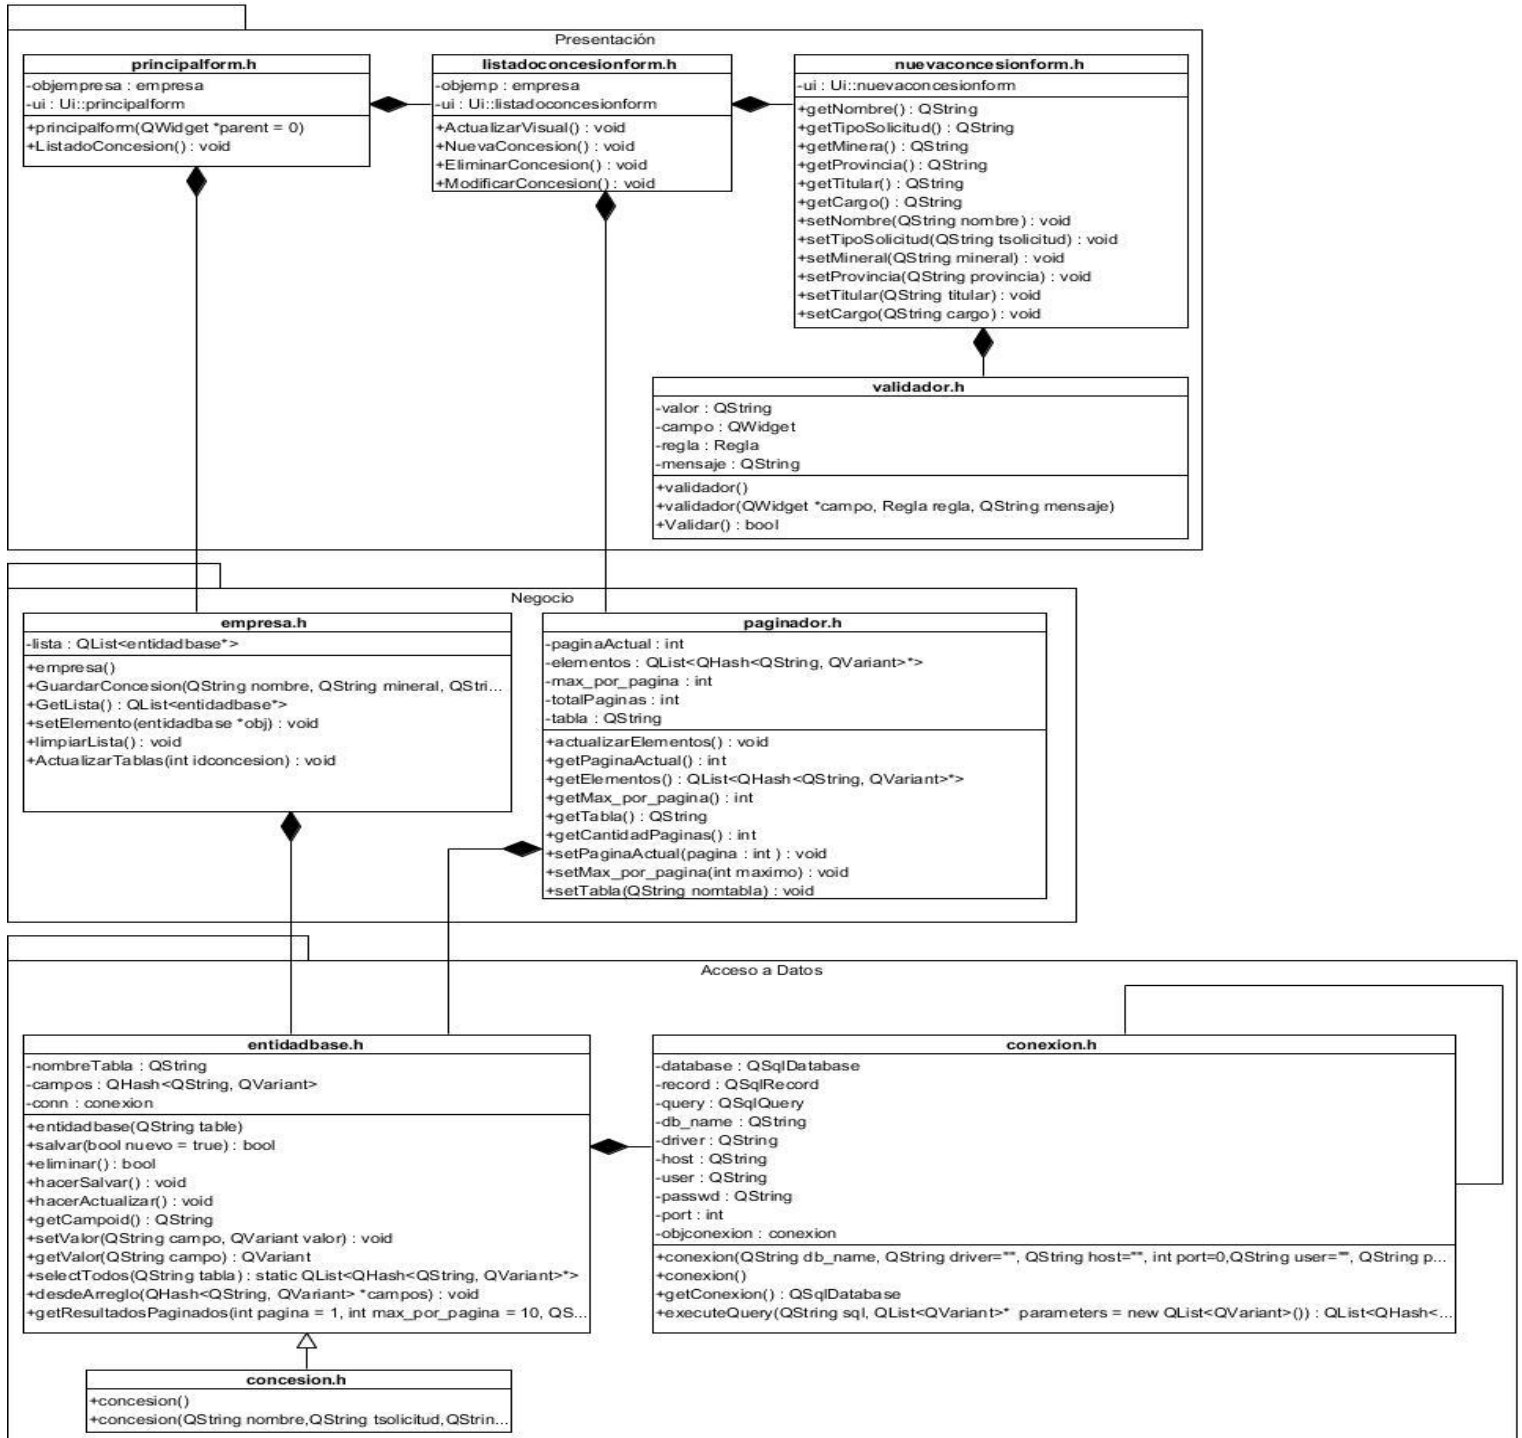 Presentación
principalform.h
-objempresa : empresa
-ui : Ui::principalform
+principalform(QWidget *parent = 0)
+ListadoConcesion() : void
listadoconcesionform.h
-objemp : empresa
-ui : Ui::listadoconcesionform
+ActualizarVisual() : void
+NuevaConcesion() : void
+EliminarConcesion() : void
+ModificarConcesion() : void
nuevaconcesionform.h
-ui : Ui::nuevaconcesionform
+getNombre() : QString
+getTipoSolicitud() : QString
+getMinera() : QString
+getProvincia() : QString
+getTitular() : QString
+getCargo() : QString
+setNombre(QString nombre) : void
+setTipoSolicitud(QString tsolicitud) : void
+setMineral(QString mineral) : void
+setProvincia(QString provincia) : void
+setTitular(QString titular) : void
+setCargo(QString cargo) : void
validador.h
-valor : QString
-campo : QWidget
-regla : Regla
-mensaje : QString
+validador()
+validador(QWidget *campo, Regla regla, QString mensaje)
+Validar() : bool
Negocio
empresa.h
-lista : QList<entidadbase*>
+empresa()
+GuardarConcesion(QString nombre, QString mineral, QStri...
+GetLista() : QList<entidadbase*>
+setElemento(entidadbase *obj) : void
+limpiarLista() : void
+ActualizarTablas(int idconcesion) : void
paginador.h
-paginaActual : int
-elementos : QList<QHash<QString, QVariant>*>
-max_por_pagina : int
-totalPaginas : int
-tabla : QString
+actualizarElementos() : void
+getPaginaActual() : int
+getElementos() : QList<QHash<QString, QVariant>*>
+getMax_por_pagina() : int
+getTabla() : QString
+getCantidadPaginas() : int
+setPaginaActual(pagina : int ) : void
+setMax_por_pagina(int maximo) : void
+setTabla(QString nomtabla) : void
Acceso a Datos
entidadbase.h
-nombreTabla : QString
-campos : QHash<QString, QVariant>
-conn : conexion
+entidadbase(QString table)
+salvar(bool nuevo = true) : bool
+eliminar() : bool
+hacerSalvar() : void
+hacerActualizar() : void
+getCampoid() : QString
+setValor(QString campo, QVariant valor) : void
+getValor(QString campo) : QVariant
+selectTodos(QString tabla) : static QList<QHash<QString, QVariant>*>
+desdeArreglo(QHash<QString, QVariant> *campos) : void
+getResultadosPaginados(int pagina = 1, int max_por_pagina = 10, QS...
conexion.h
-database : QSqlDatabase
-record : QSqlRecord
-query : QSqlQuery
-db_name : QString
-driver : QString
-host : QString
-user : QString
-passwd : QString
-port : int
-objconexion : conexion
+conexion(QString db_name, QString driver="", QString host="", int port=0,QString user="", QString p...
+conexion()
+getConexion() : QSqlDatabase
+executeQuery(QString sql, QList<QVariant>* parameters = new QList<QVariant>()) : QList<QHash<...
concesion.h
+concesion()
+concesion(QString nombre,QString tsolicitud,QStrin...